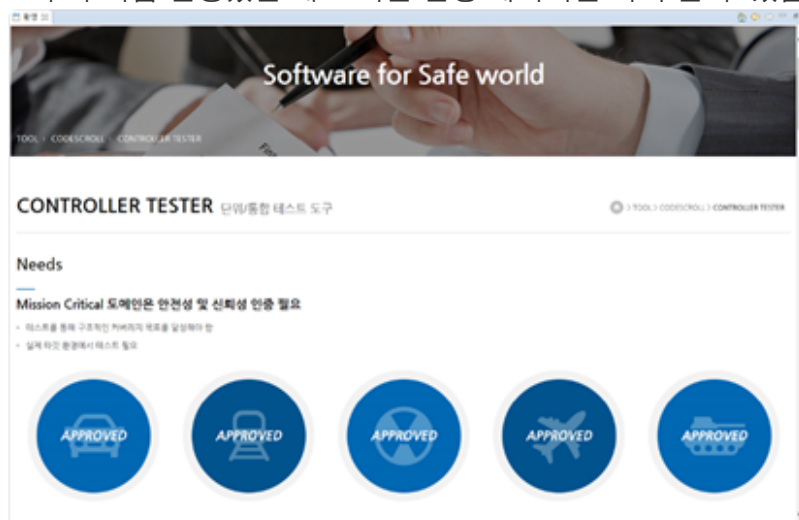 환영
Software for Safe world
TOOL > CODESCROLL > CONTROLLER TESTER
CONTROLLER TESTER 단위/통합 테스트 도구
> TOOL > CODESCROLL > CONTROLLER TESTER
Needs
Mission Critical 도메인은 안전성 및 신뢰성 인증 필요
• 테스트를 통해 구조적인 커버리지 목표를 달성해야 함
• 실제 타깃 환경에서 테스트 필요
APPROVED
APPROVED
APPROVED
APPROVED
APPROVED